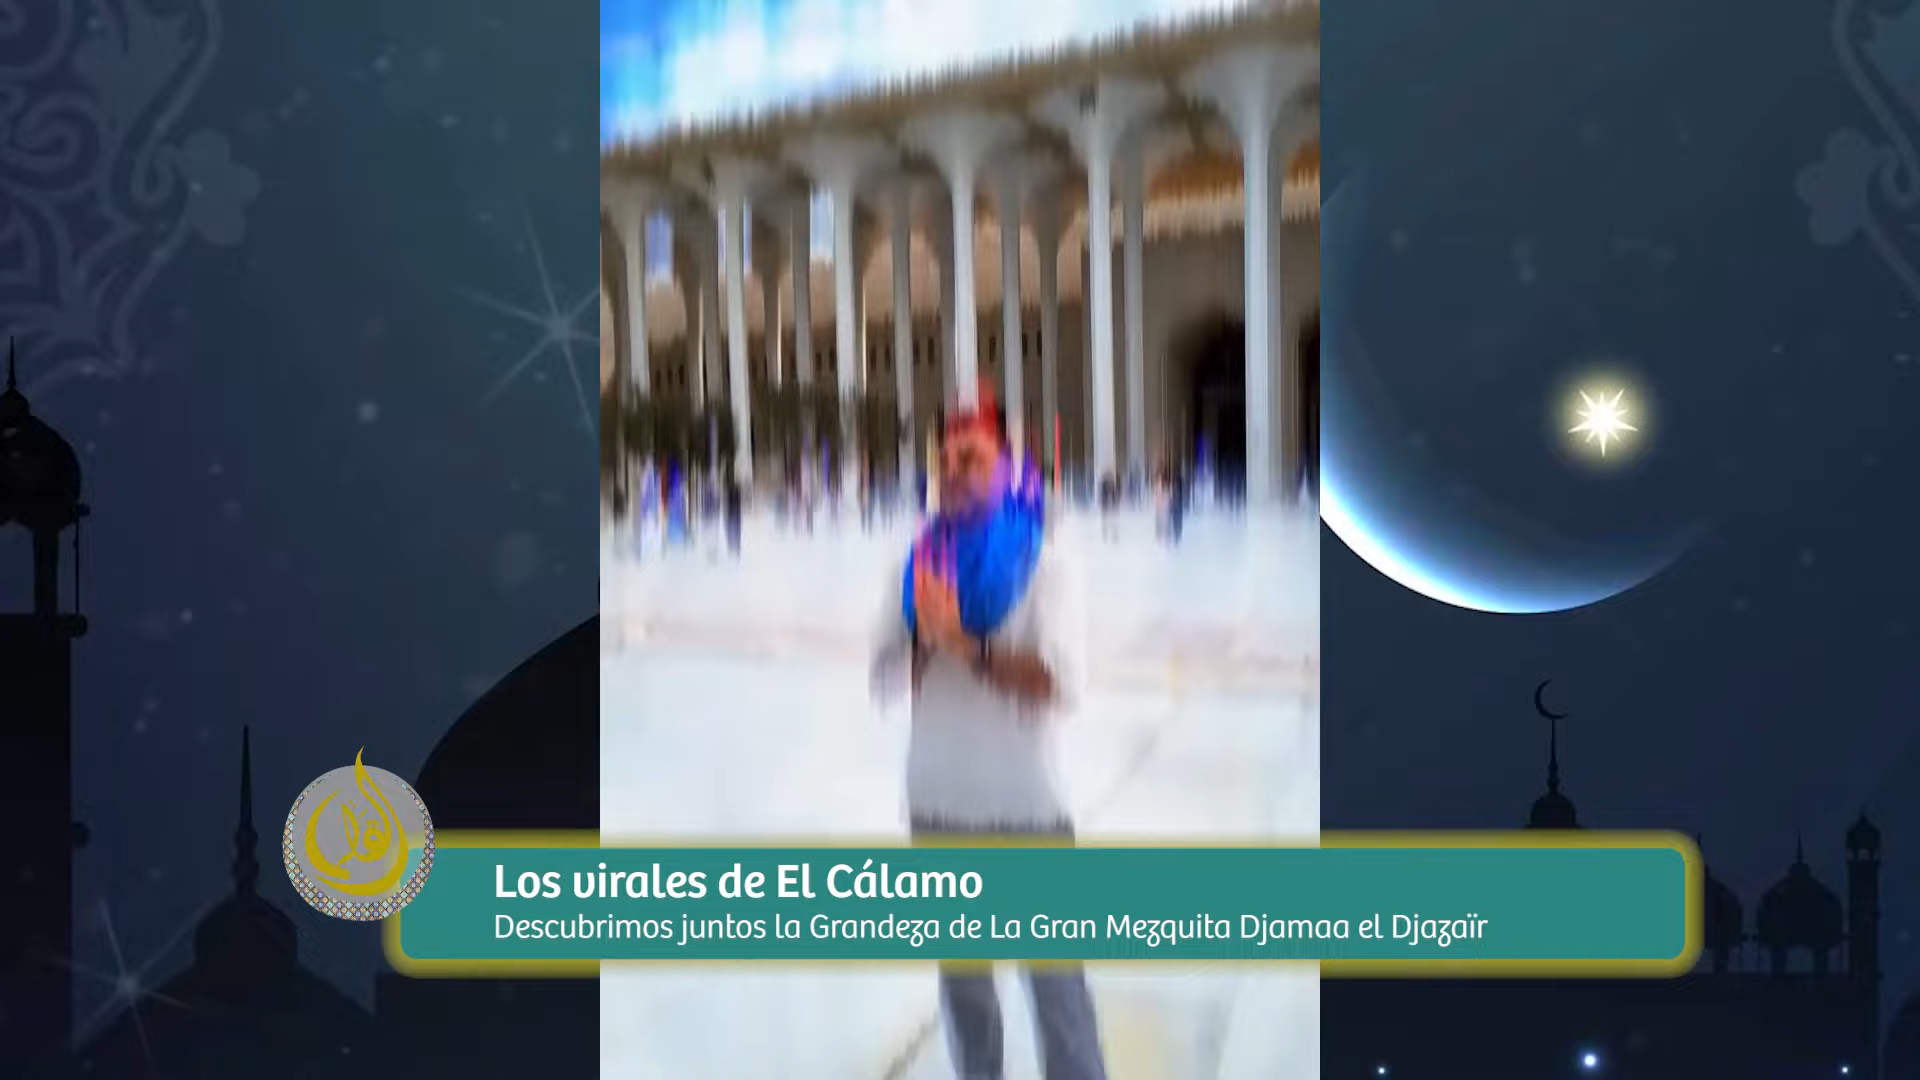 Los virales de El Cálamo
Descubrimos juntos la Grandeza de La Gran Mezquita Djamaa el Djazaïr